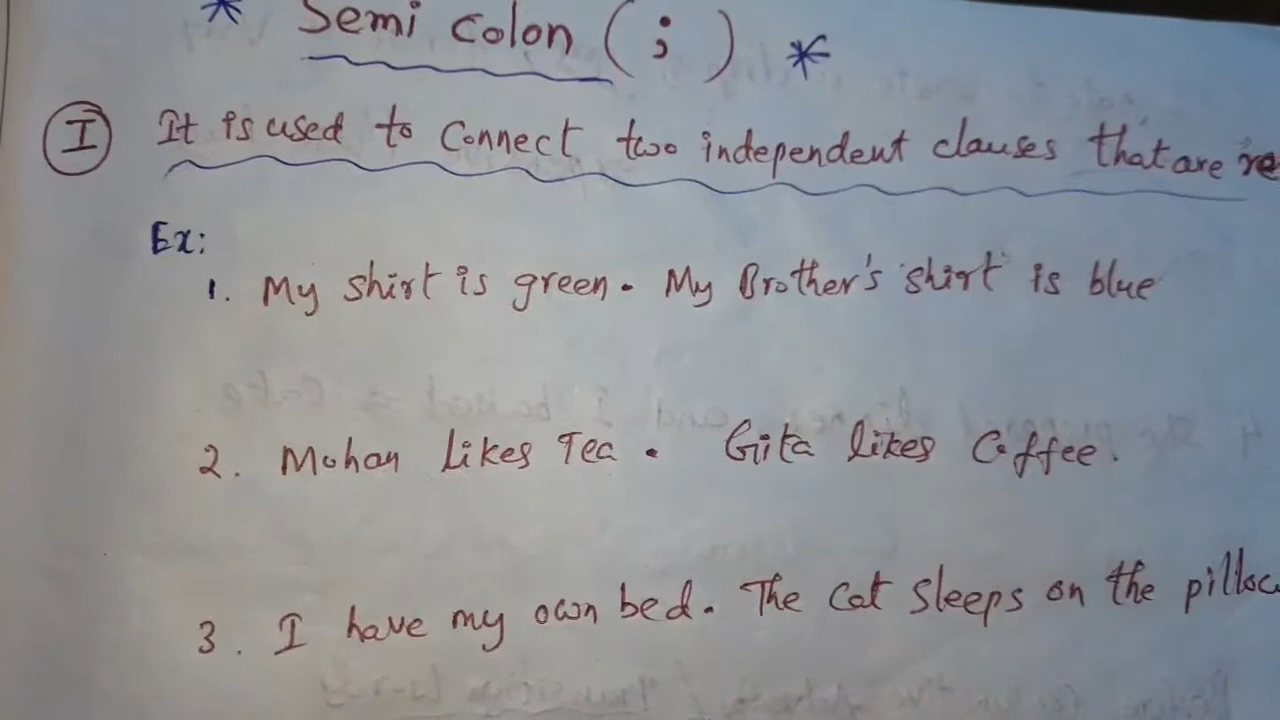 * Semi Colon (;) *
I It is used to Connect two independent clauses that are re
Ex:
1. My shirt is green. My Brother's shirt is blue
2. Mohan Likes Tea. Gita likes Coffee.
3. I have my own bed. The Cat Sleeps on the pillow